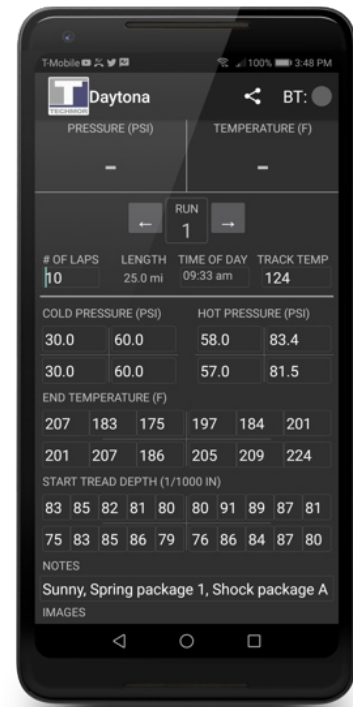 T-Mobile 100% 3:48 PM
T TECHMOR Daytona BT:
PRESSURE (PSI) TEMPERATURE (F)
- -
RUN
← 1 →
# OF LAPS LENGTH TIME OF DAY TRACK TEMP
10 25.0 mi 09:33 am 124
COLD PRESSURE (PSI) HOT PRESSURE (PSI)
30.0 60.0 58.0 83.4
30.0 60.0 57.0 81.5
END TEMPERATURE (F)
207 183 175 197 184 201
201 207 186 205 209 224
START TREAD DEPTH (1/1000 IN)
83 85 82 81 80 80 91 89 87 81
75 83 85 86 79 76 86 84 87 80
NOTES
Sunny, Spring package 1, Shock package A
IMAGES